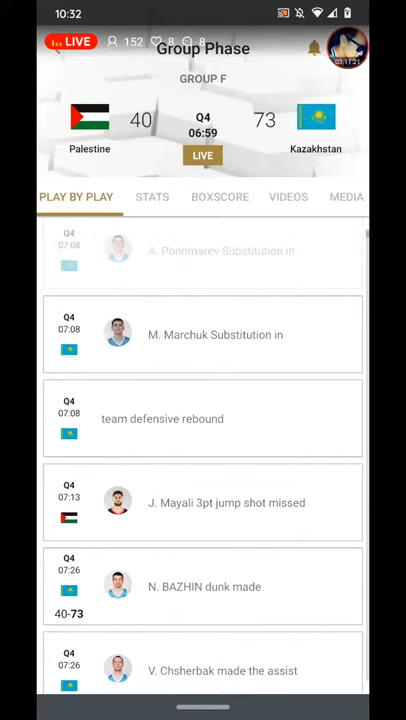 10:32
LIVE 152 8 8
Group Phase
03:11:21
GROUP F
40 Q4 73
06:59
Palestine LIVE Kazakhstan
PLAY BY PLAY STATS BOXSCORE VIDEOS MEDIA
Q4
07:08
A. Ponomarev Substitution in
Q4
07:08
M. Marchuk Substitution in
Q4
07:08
team defensive rebound
Q4
07:13
J. Mayali 3pt jump shot missed
Q4
07:26
N. BAZHIN dunk made
40-73
Q4
07:26
V. Chsherbak made the assist